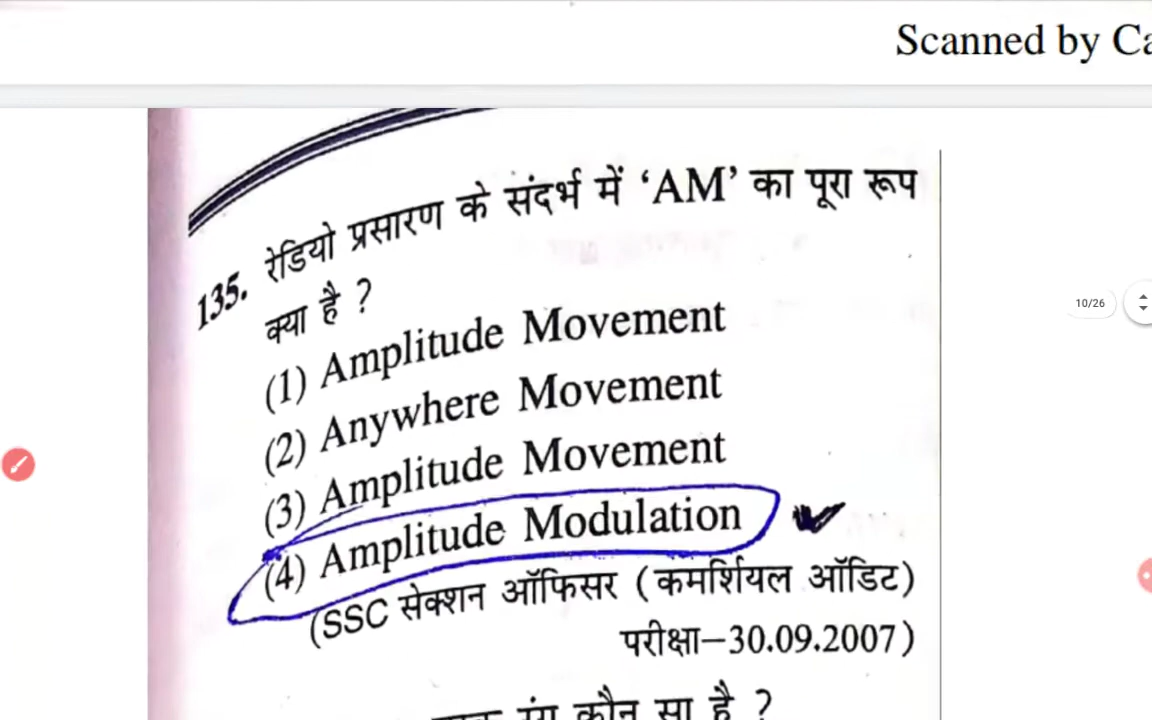 Scanned by
135. रेडियो प्रसारण के संदर्भ में ‘AM’ का पूरा रूप
क्या है ?
(1) Amplitude Movement
(2) Anywhere Movement
(3) Amplitude Movement
(4) Amplitude Modulation
(SSC सेक्शन ऑफिसर (कमर्शियल ऑडिट)
परीक्षा–30.09.2007)
रंग कौन सा है ?
10/26